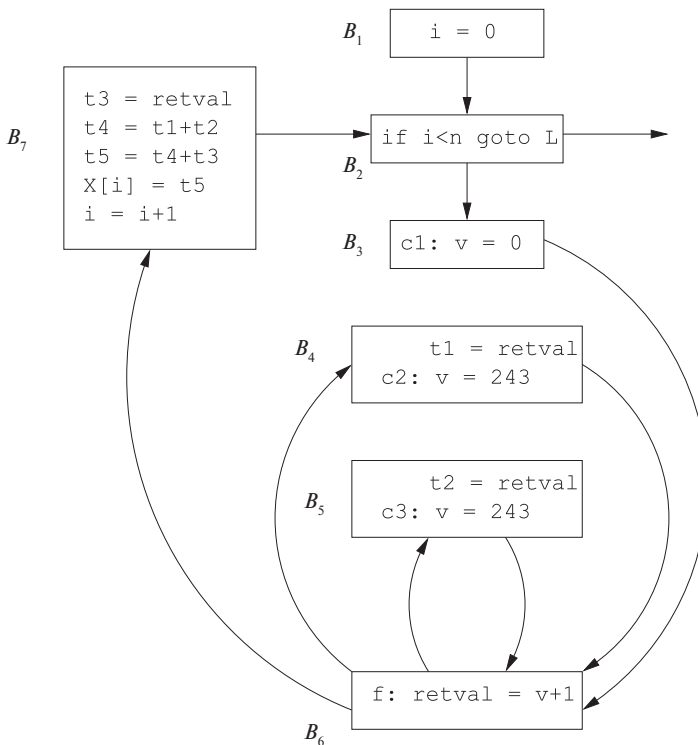 B1
i = 0
B7
t3 = retval
t4 = t1+t2
t5 = t4+t3
X[i] = t5
i = i+1
if i<n goto L
B2
B3
c1: v = 0
B4
t1 = retval
c2: v = 243
B5
t2 = retval
c3: v = 243
f: retval = v+1
B6